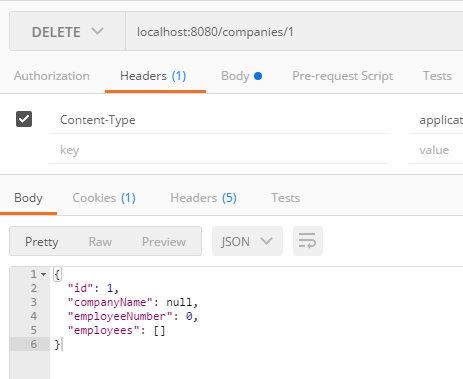 DELETE localhost:8080/companies/1
Authorization Headers (1) Body Pre-request Script Tests
Content-Type applicat
key value
Body Cookies (1) Headers (5) Tests
Pretty Raw Preview JSON
1 {
2 "id": 1,
3 "companyName": null,
4 "employeeNumber": 0,
5 "employees": []
6 }